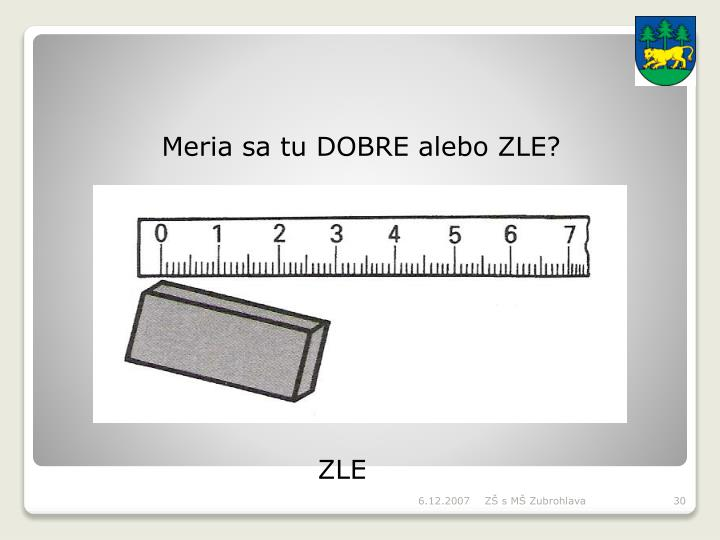 Meria sa tu DOBRE alebo ZLE?
0 1 2 3 4 5 6 7
ZLE
6.12.2007 ZŠ s MŠ Zubrohlava 30